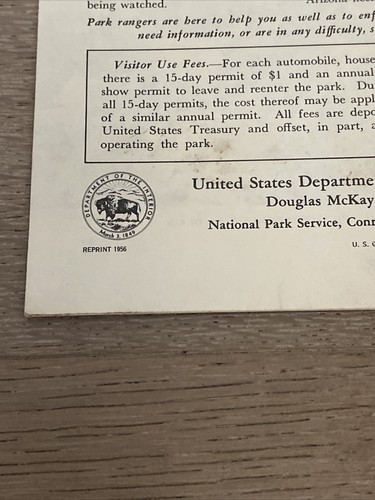 being watched.
Park rangers are here to help you as well as to enf
need information, or are in any difficulty, s
Visitor Use Fees.—For each automobile, house
there is a 15-day permit of $1 and an annual
show permit to leave and reenter the park. Du
all 15-day permits, the cost thereof may be appl
of a similar annual permit. All fees are depo
United States Treasury and offset, in part, a
operating the park.
DEPARTMENT OF THE INTERIOR
March 3, 1849
United States Departme
Douglas McKay
National Park Service, Conr
REPRINT 1956
U. S. G